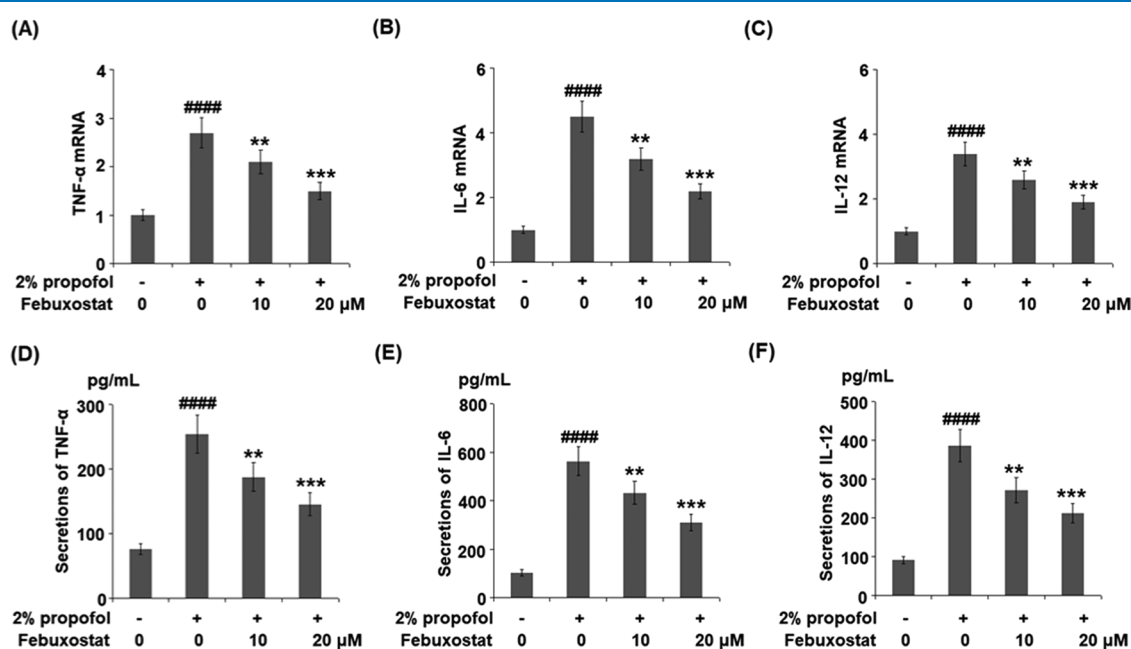 (A)
TNF-α mRNA
4
3
2
1
0
####
**
***
2% propofol - + + +
Febuxostat 0 0 10 20 μM
(B)
IL-6 mRNA
6
4
2
0
####
**
***
- + + +
0 0 10 20 μM
(C)
IL-12 mRNA
6
4
2
0
####
**
***
2% propofol - + + +
Febuxostat 0 0 10 20 μM
(D)
pg/mL
Secretions of TNF-α
300
200
100
0
####
**
***
2% propofol - + + +
Febuxostat 0 0 10 20 μM
(E)
pg/mL
Secretions of IL-6
800
600
400
200
0
####
**
***
2% propofol - + + +
Febuxostat 0 0 10 20 μM
(F)
pg/mL
Secretions of IL-12
500
400
300
200
100
0
####
**
***
2% propofol - + + +
Febuxostat 0 0 10 20 μM